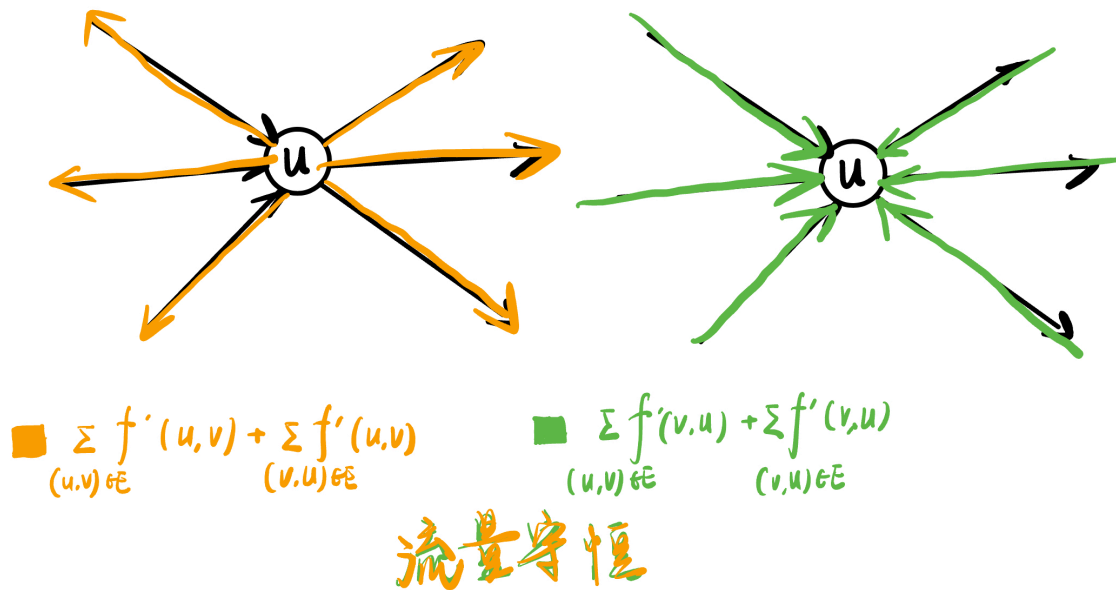 u
u
Σ f'(u,v) + Σ f'(u,v)
(u,v)∈E (v,u)∈E
Σ f'(v,u) + Σ f'(v,u)
(u,v)∈E (v,u)∈E
流量守恒